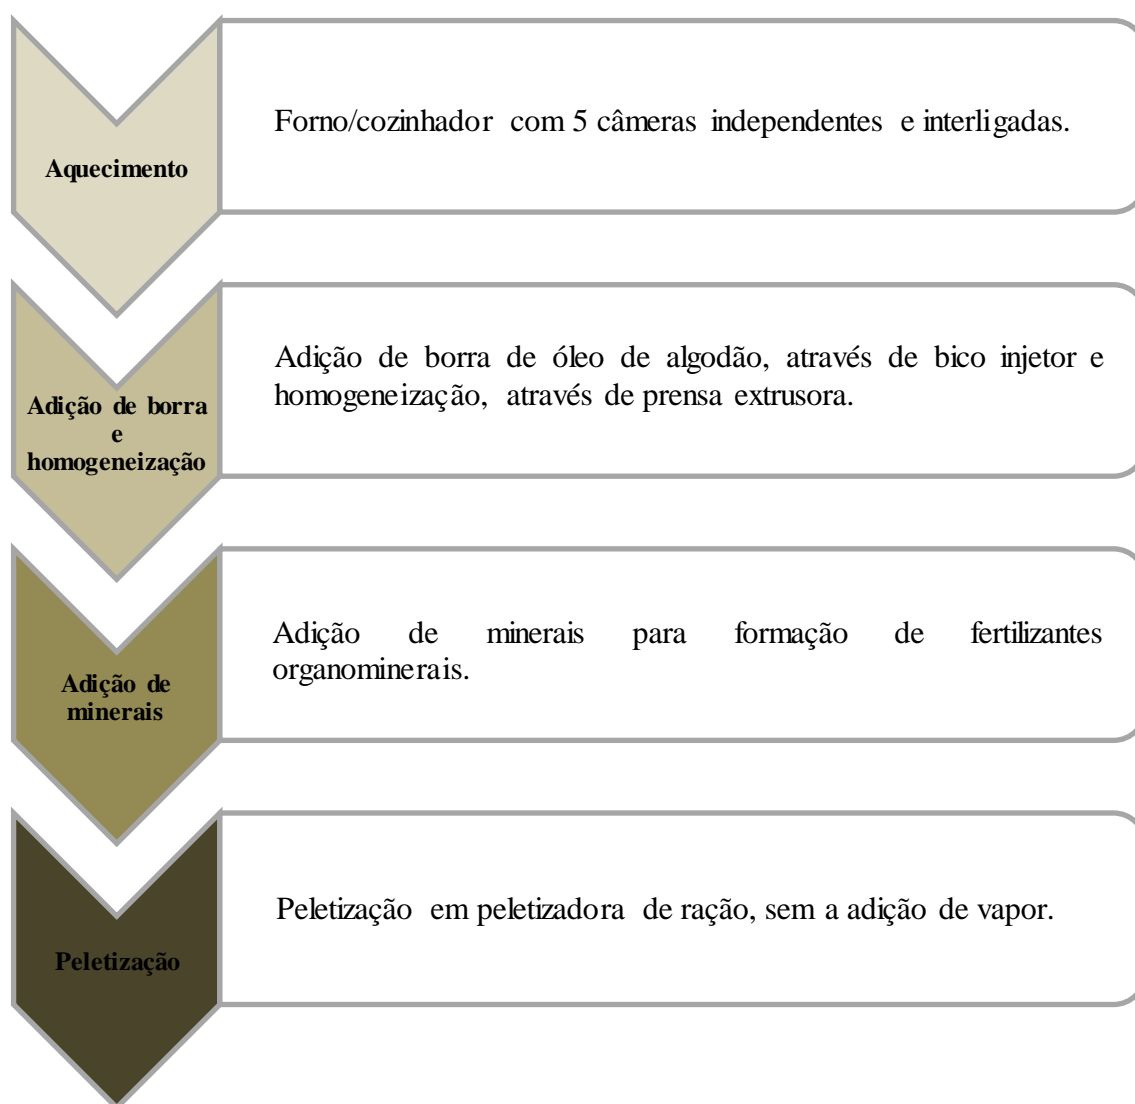 Aquecimento
Forno/cozinhador com 5 câmeras independentes e interligadas.
Adição de borra
e
homogeneização
Adição de borra de óleo de algodão, através de bico injetor e
homogeneização, através de prensa extrusora.
Adição de
minerais
Adição de minerais para formação de fertilizantes
organominerais.
Peletização
Peletização em peletizadora de ração, sem a adição de vapor.